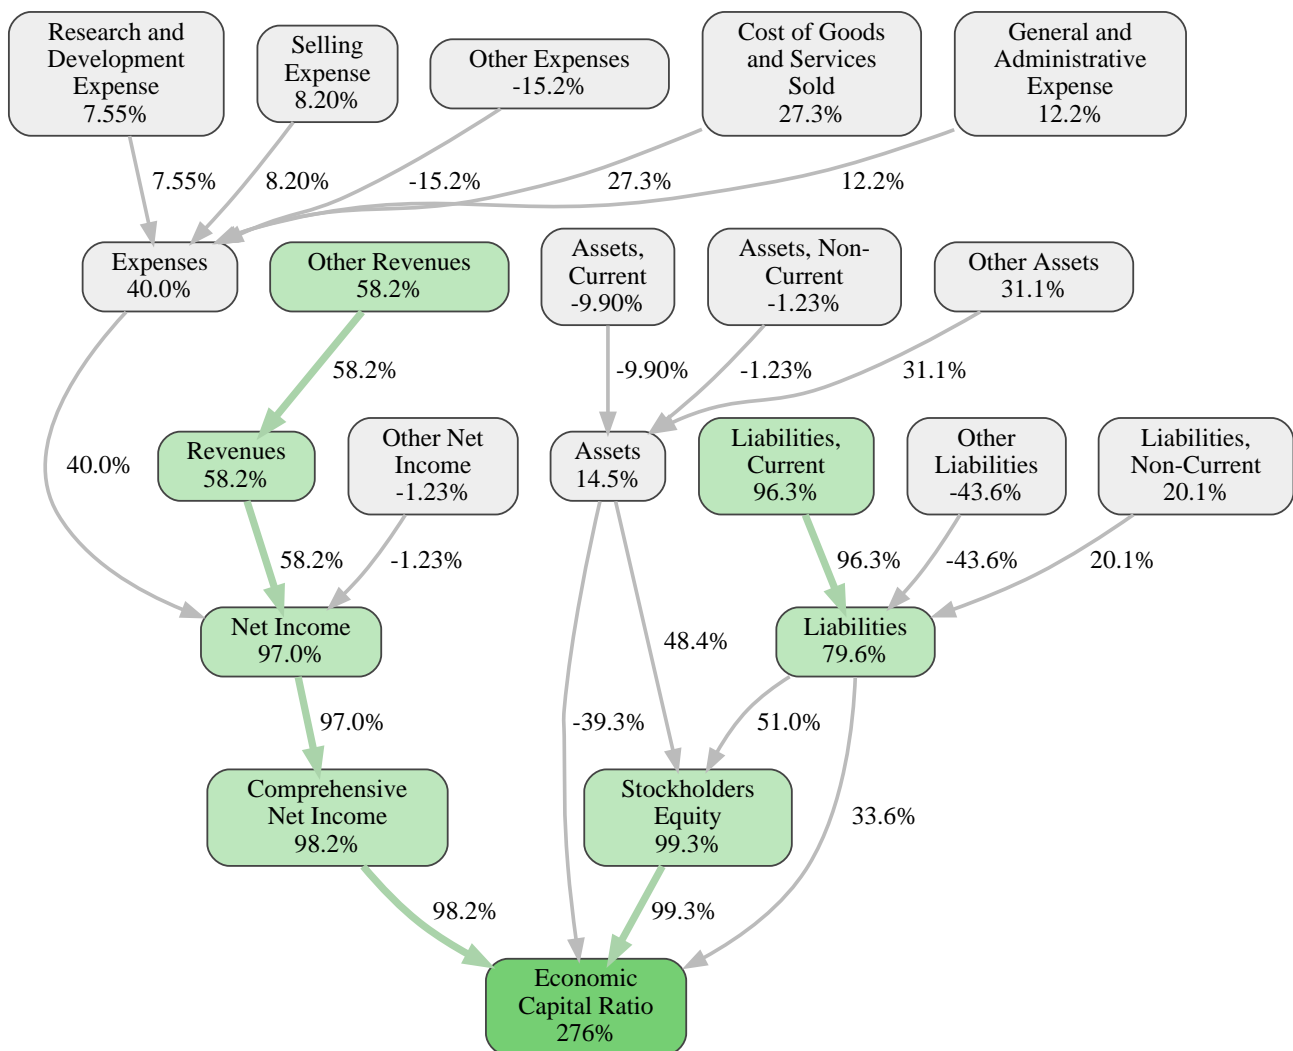 Research and
Development
Expense
7.55%
Selling
Expense
8.20%
Other Expenses
-15.2%
Cost of Goods
and Services
Sold
27.3%
General and
Administrative
Expense
12.2%
7.55%
8.20%
-15.2%
27.3%
12.2%
Expenses
40.0%
Other Revenues
58.2%
Assets,
Current
-9.90%
Assets, Non-
Current
-1.23%
Other Assets
31.1%
58.2%
-9.90%
-1.23%
31.1%
40.0%
Revenues
58.2%
Other Net
Income
-1.23%
Assets
14.5%
Liabilities,
Current
96.3%
Other
Liabilities
-43.6%
Liabilities,
Non-Current
20.1%
58.2%
-1.23%
96.3%
-43.6%
20.1%
Net Income
97.0%
48.4%
Liabilities
79.6%
97.0%
-39.3%
51.0%
Comprehensive
Net Income
98.2%
Stockholders
Equity
99.3%
33.6%
98.2%
99.3%
Economic
Capital Ratio
276%